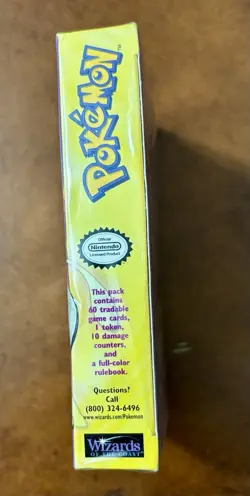 POKéMON™
Official
Nintendo
Licensed Product
This pack
contains
60 tradable
game cards,
1 token,
10 damage
counters,
and
a full-color
rulebook.
Questions?
Call
(800) 324-6496
www.wizards.com/Pokemon
Wizards
OF THE COAST®